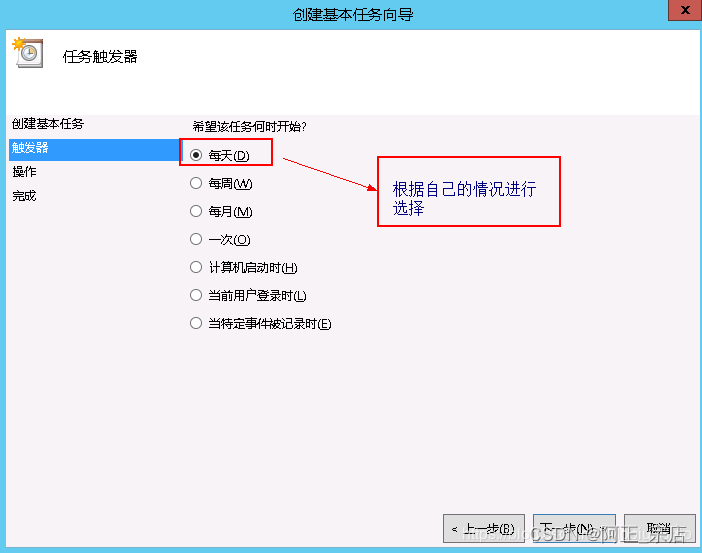 创建基本任务向导
x
任务触发器
创建基本任务
触发器
操作
完成
希望该任务何时开始?
每天(D)
每周(W)
每月(M)
一次(O)
计算机启动时(H)
当前用户登录时(L)
当特定事件被记录时(E)
根据自己的情况进行
选择
< 上一步(B)
下一步(N) >
取消
CSDN @阿正